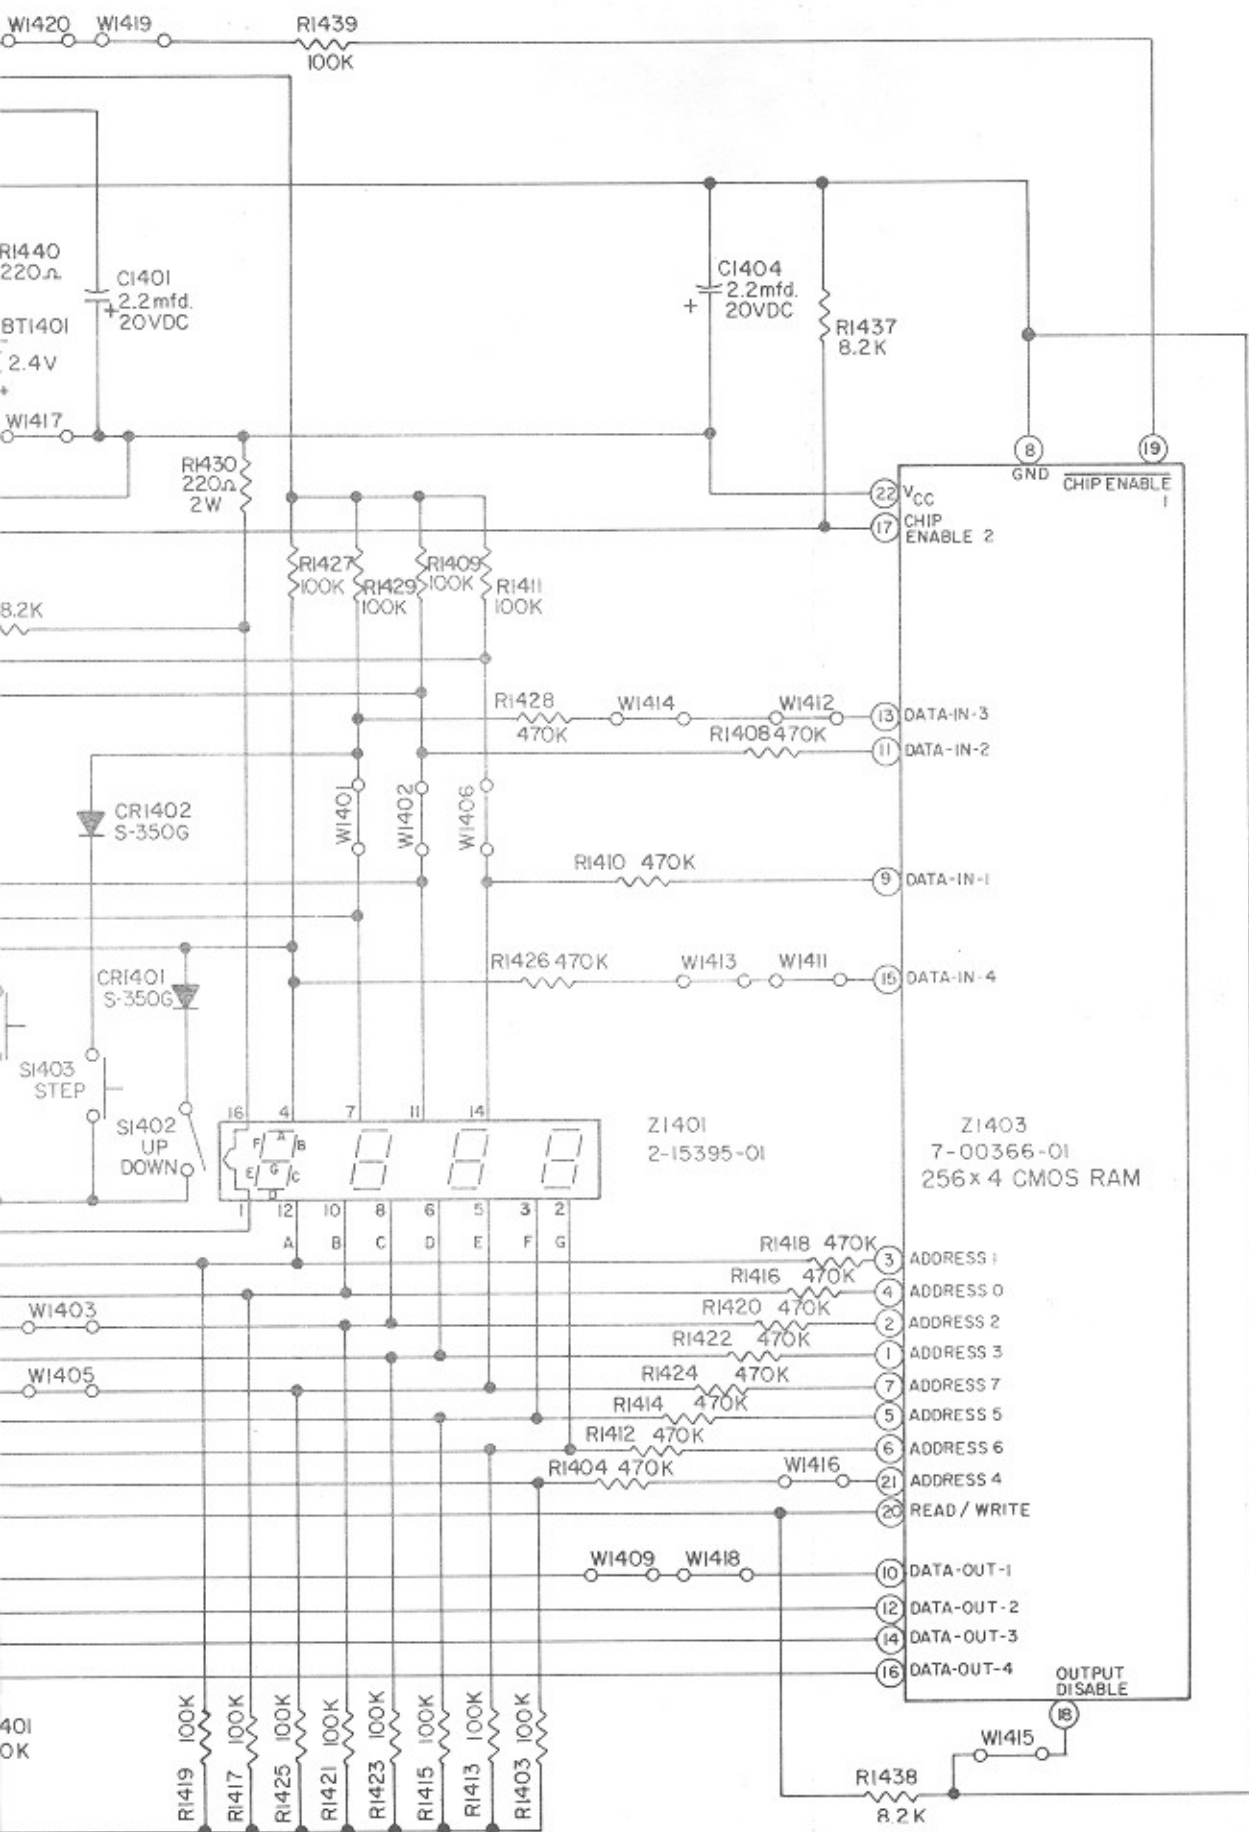 W1420 W1419 R1439
100K
R1440
220Ω
C1401
2.2mfd.
20VDC
+
BT1401
-
2.4V
+
W1417
C1404
2.2mfd.
20VDC
+
R1437
8.2K
R1430
220Ω
2W
8 19
GND CHIP ENABLE
1
22 VCC
17 CHIP
ENABLE 2
R1427
100K
R1429
100K
R1409
100K
R1411
100K
8.2K
R1428 W1414 W1412 13 DATA-IN-3
470K
R1408 470K 11 DATA-IN-2
CR1402
S-350G
W1401
W1402
W1406
R1410 470K 9 DATA-IN-1
R1426 470K W1413 W1411 15 DATA-IN-4
CR1401
S-350G
S1403
STEP
S1402
UP
DOWN
16 4 7 11 14
A
F B
G
E C
D
1 12 10 8 6 5 3 2
A B C D E F G
Z1401
2-15395-01
Z1403
7-00366-01
256x4 CMOS RAM
R1418 470K 3 ADDRESS 1
R1416 470K 4 ADDRESS 0
W1403 R1420 470K 2 ADDRESS 2
R1422 470K 1 ADDRESS 3
W1405 R1424 470K 7 ADDRESS 7
R1414 470K 5 ADDRESS 5
R1412 470K 6 ADDRESS 6
R1404 470K W1416 21 ADDRESS 4
20 READ / WRITE
W1409 W1418 10 DATA-OUT-1
12 DATA-OUT-2
14 DATA-OUT-3
16 DATA-OUT-4
OUTPUT
DISABLE
18
W1415
R1438
8.2K
401
0K
R1419 100K
R1417 100K
R1425 100K
R1421 100K
R1423 100K
R1415 100K
R1413 100K
R1403 100K